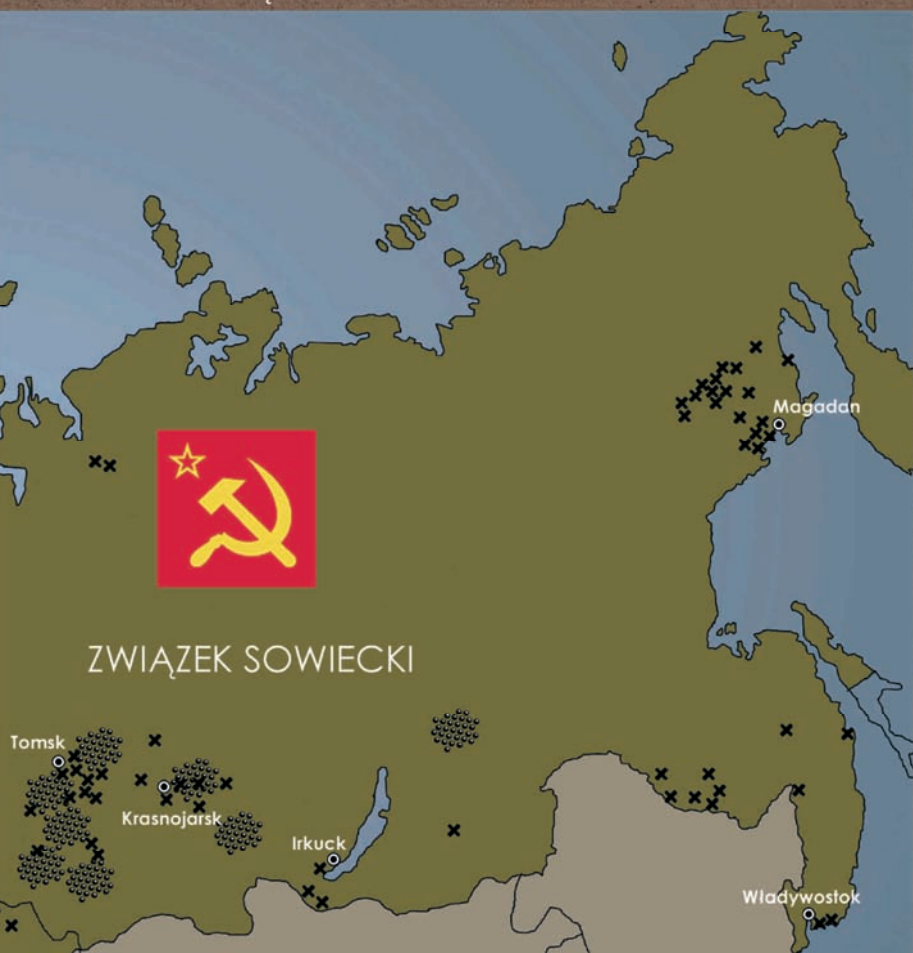 Magadan
ZWIĄZEK SOWIECKI
Tomsk
Krasnojarsk
Irkuck
Władywostok